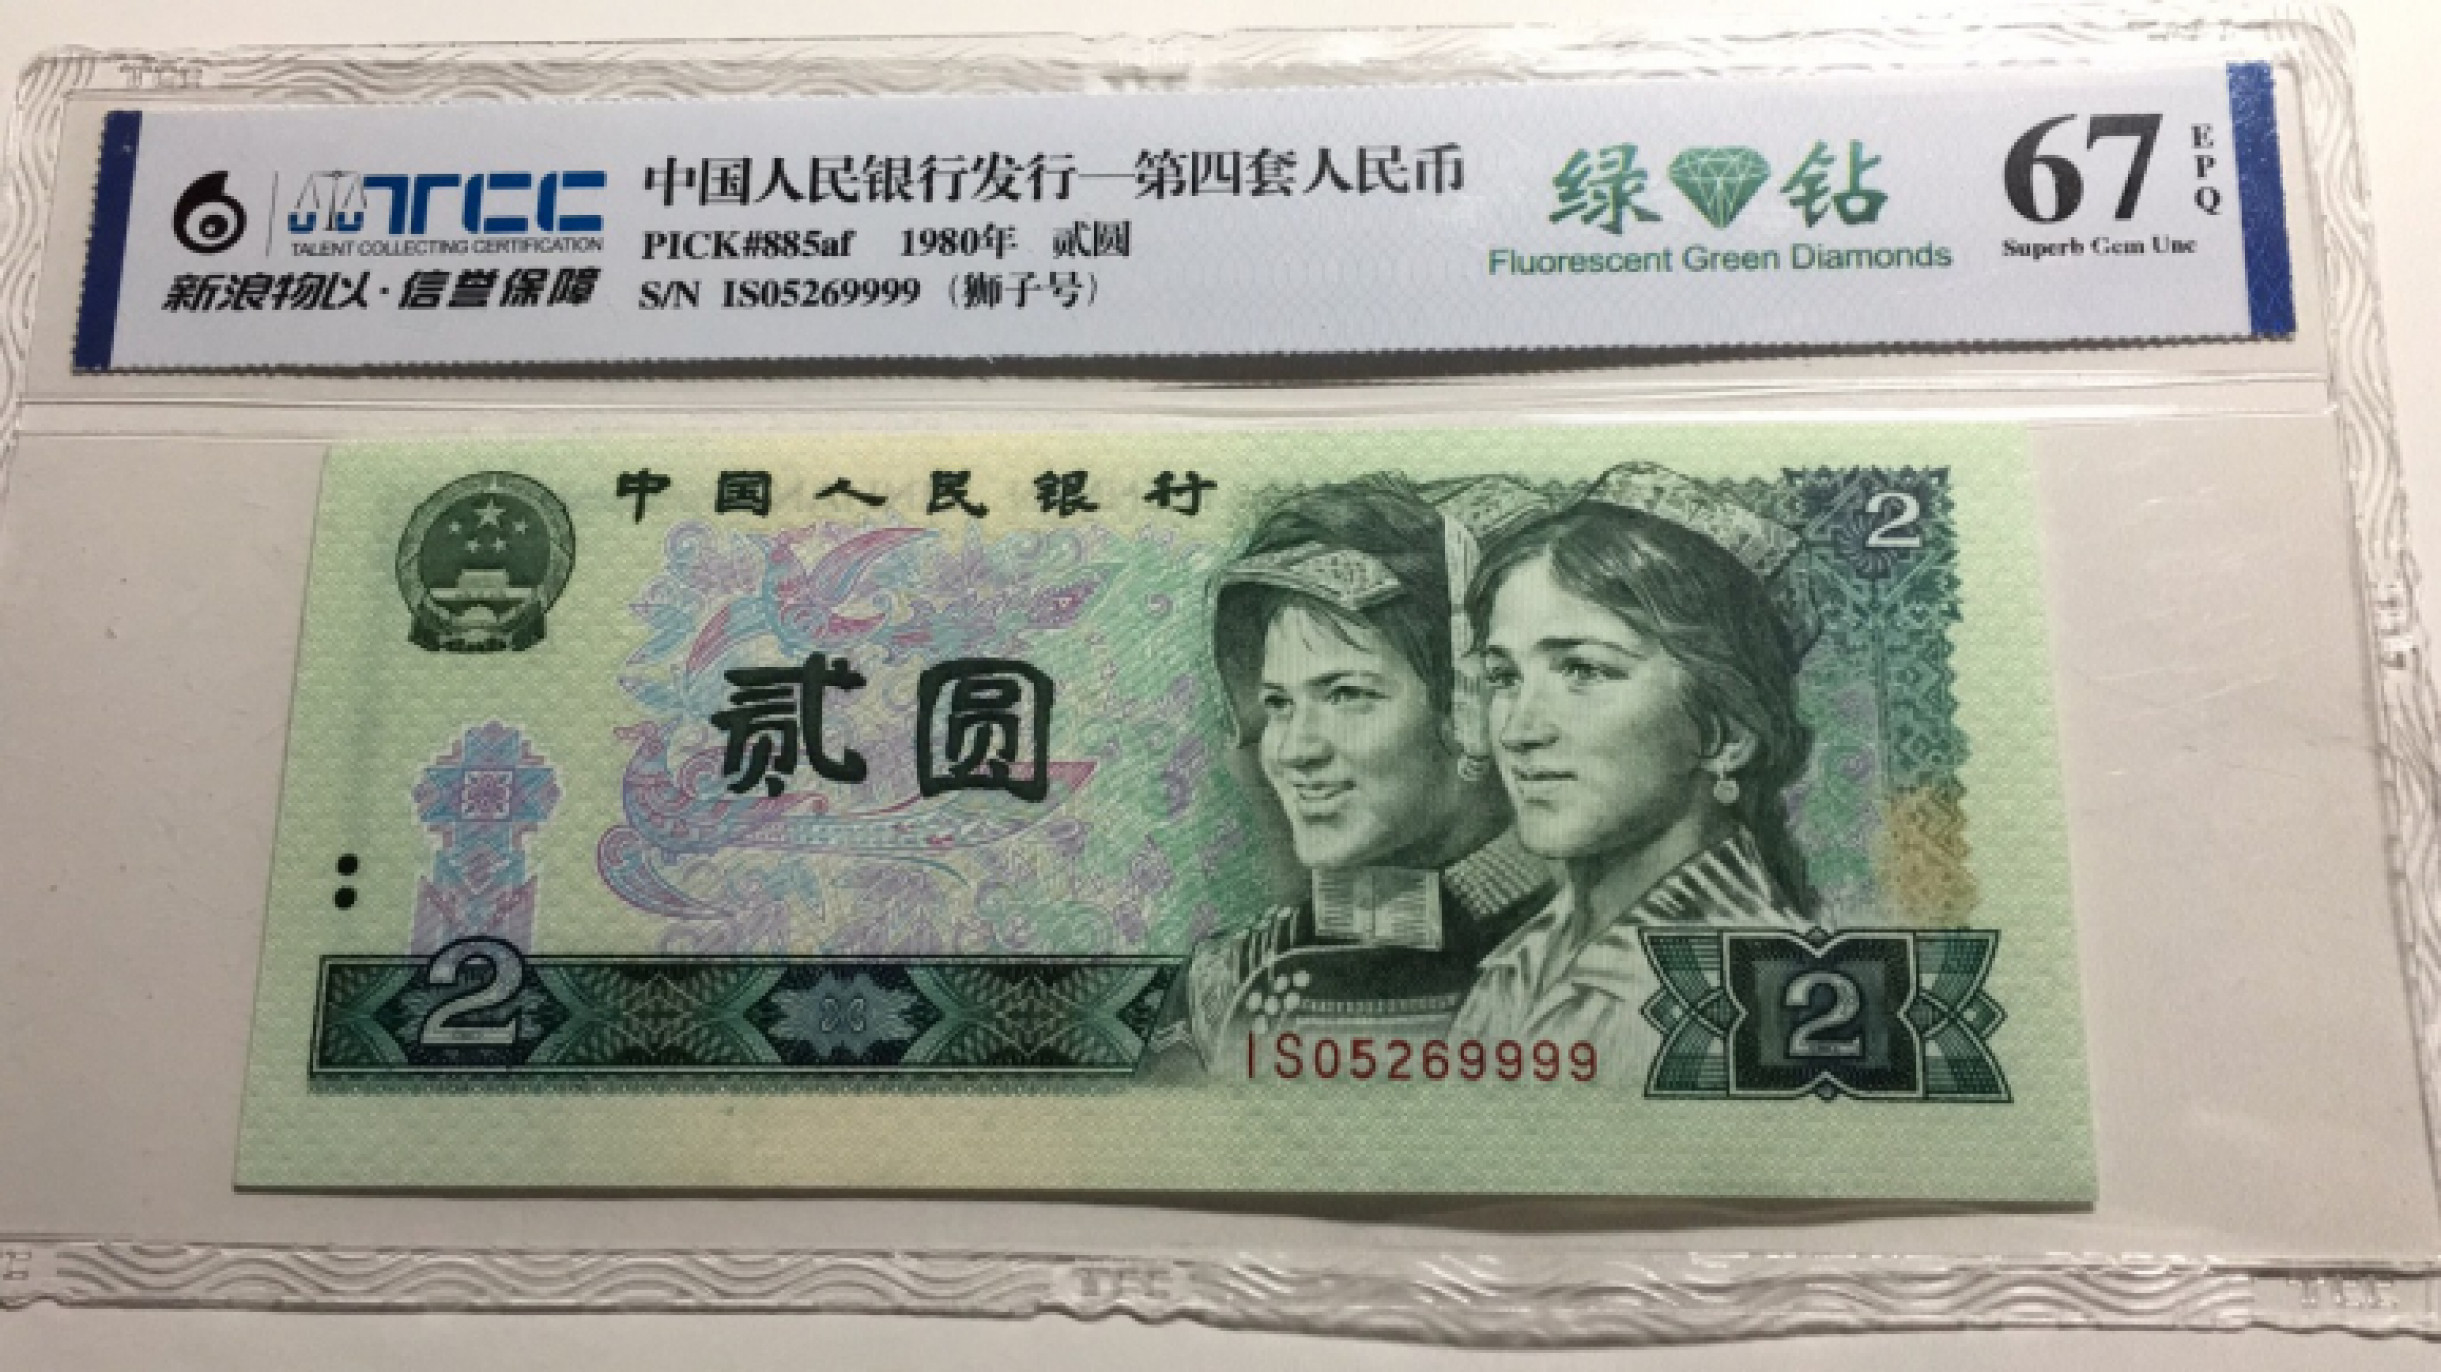 TCC
TALENT COLLECTING CERTIFICATION
新浪物以·信誉保障
中国人民银行发行—第四套人民币
PICK#885af 1980年 贰圆
S/N IS05269999（狮子号）
绿钻
Fluorescent Green Diamonds
67 EPQ
Superb Gem Unc
中国人民银行
2
贰圆
2
IS05269999
2
TCC